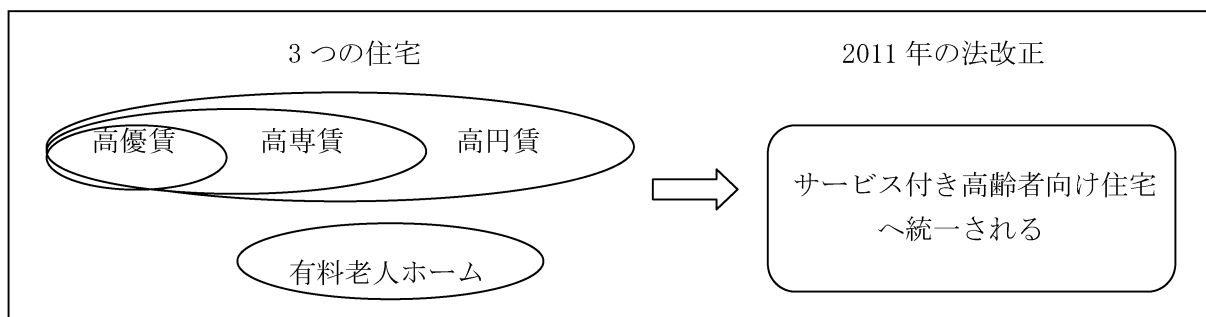 3つの住宅
2011年の法改正
高優賃
高専賃
高円賃
サービス付き高齢者向け住宅
へ統一される
有料老人ホーム